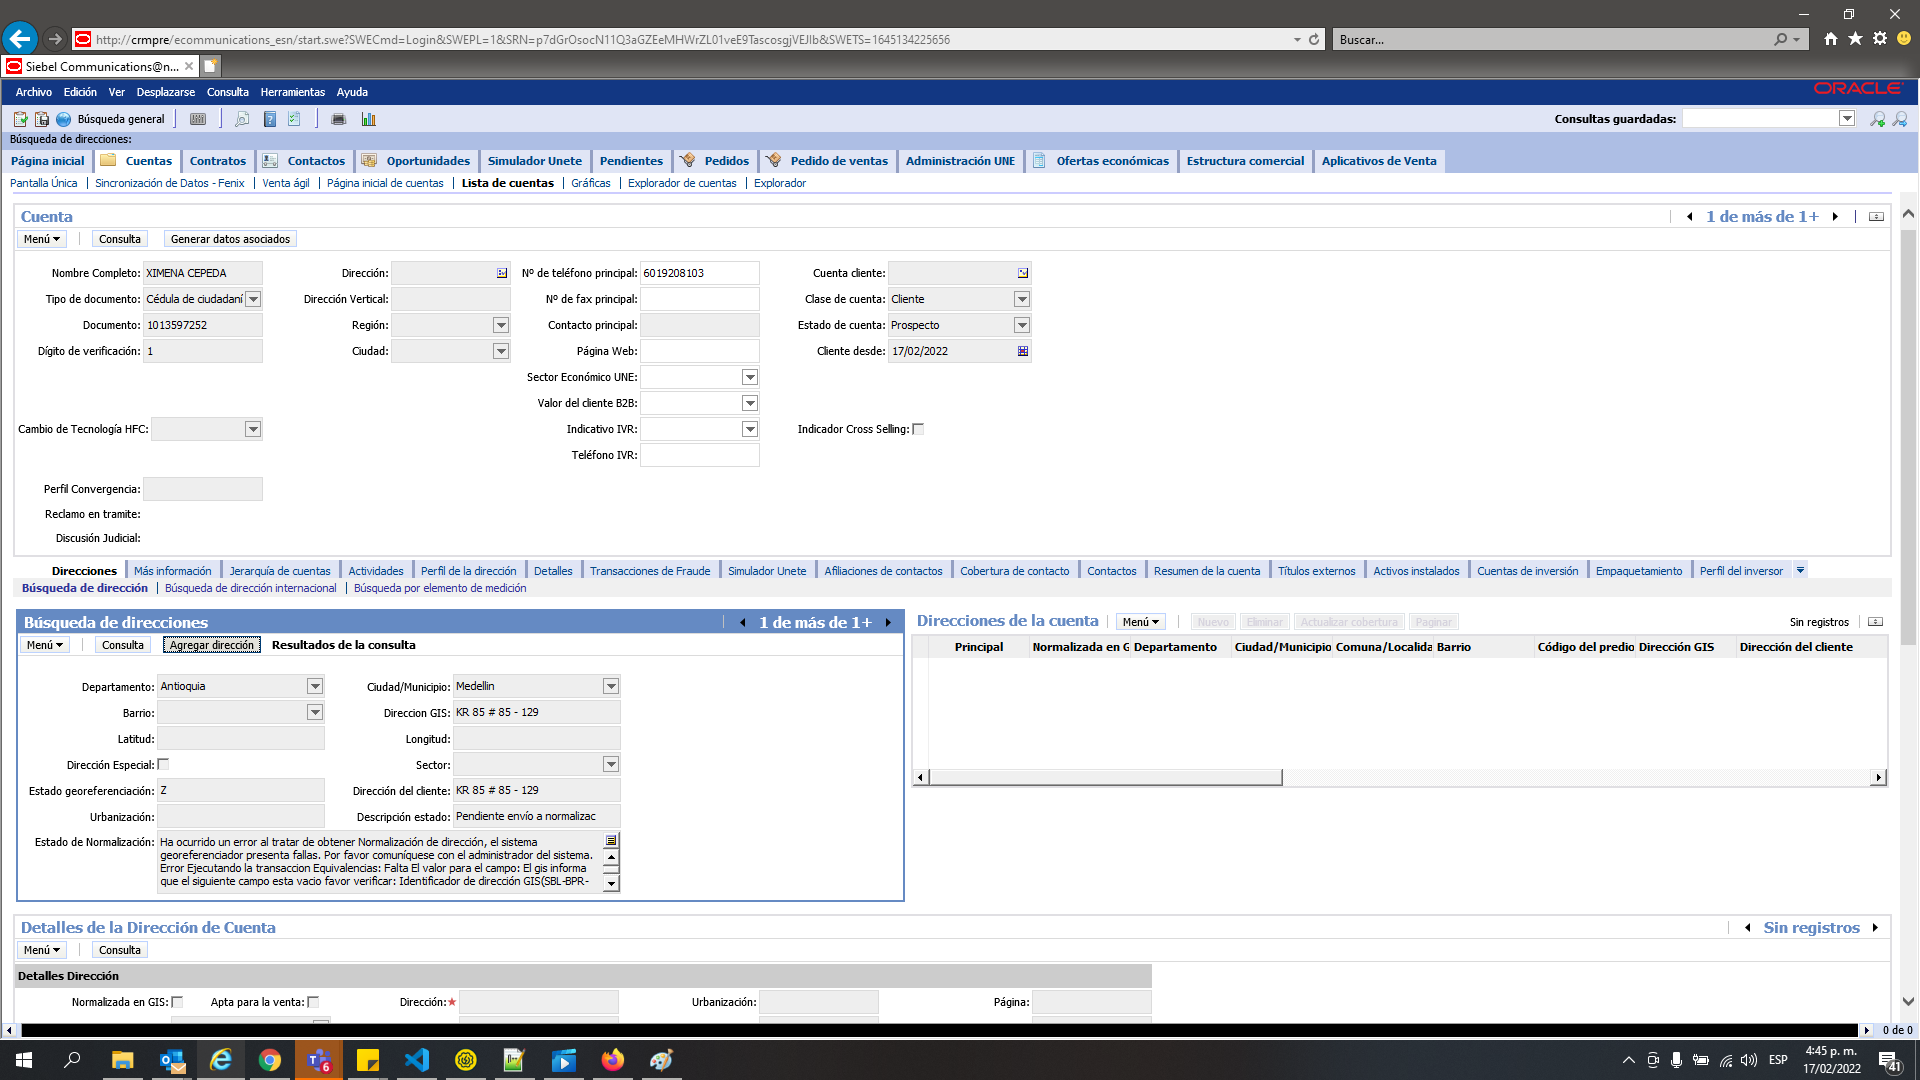 http://crmpre/ecommunications_esn/start.swe?SWECmd=Login&SWEPL=1&SRN=p7dGrOsocN11Q3aGZEeMHWrZL01veE9TascosgjVEJIb&SWETS=1645134225656
Buscar...
Siebel Communications@n...
Archivo Edición Ver Desplazarse Consulta Herramientas Ayuda
ORACLE
Búsqueda general
Consultas guardadas:
Búsqueda de direcciones:
Página inicial Cuentas Contratos Contactos Oportunidades Simulador Unete Pendientes Pedidos Pedido de ventas Administración UNE Ofertas económicas Estructura comercial Aplicativos de Venta
Pantalla Única Sincronización de Datos - Fenix Venta ágil Página inicial de cuentas Lista de cuentas Gráficas Explorador de cuentas Explorador
Cuenta
1 de más de 1+
Menú Consulta Generar datos asociados
Nombre Completo: XIMENA CEPEDA Dirección: Nº de teléfono principal: 6019208103 Cuenta cliente:
Tipo de documento: Cédula de ciudadaní Dirección Vertical: Nº de fax principal: Clase de cuenta: Cliente
Documento: 1013597252 Región: Contacto principal: Estado de cuenta: Prospecto
Dígito de verificación: 1 Ciudad: Página Web: Cliente desde: 17/02/2022
Sector Económico UNE:
Valor del cliente B2B:
Cambio de Tecnología HFC: Indicativo IVR: Indicador Cross Selling:
Teléfono IVR:
Perfil Convergencia:
Reclamo en tramite:
Discusión Judicial:
Direcciones Más información Jerarquía de cuentas Actividades Perfil de la dirección Detalles Transacciones de Fraude Simulador Unete Afiliaciones de contactos Cobertura de contacto Contactos Resumen de la cuenta Títulos externos Activos instalados Cuentas de inversión Empaquetamiento Perfil del inversor
Búsqueda de dirección Búsqueda de dirección internacional Búsqueda por elemento de medición
Búsqueda de direcciones
1 de más de 1+
Menú Consulta Agregar dirección Resultados de la consulta
Departamento: Antioquia Ciudad/Municipio: Medellin
Barrio: Direccion GIS: KR 85 # 85 - 129
Latitud: Longitud:
Dirección Especial: Sector:
Estado georeferenciación: Z Dirección del cliente: KR 85 # 85 - 129
Urbanización: Descripción estado: Pendiente envío a normalizac
Estado de Normalización: Ha ocurrido un error al tratar de obtener Normalización de dirección, el sistema
georeferenciador presenta fallas. Por favor comuníquese con el administrador del sistema.
Error Ejecutando la transaccion Equivalencias: Falta El valor para el campo: El gis informa
que el siguiente campo esta vacio favor verificar: Identificador de dirección GIS(SBL-BPR-
Direcciones de la cuenta
Menú Nuevo Eliminar Actualizar cobertura Paginar
Sin registros
Principal Normalizada en G Departamento Ciudad/Municipio Comuna/Localida Barrio Código del predio Dirección GIS Dirección del cliente
Detalles de la Dirección de Cuenta
Sin registros
Menú Consulta
Detalles Dirección
Normalizada en GIS: Apta para la venta: Dirección:★ Urbanización: Página:
0 de 0
6
ESP
4:45 p. m.
17/02/2022
41